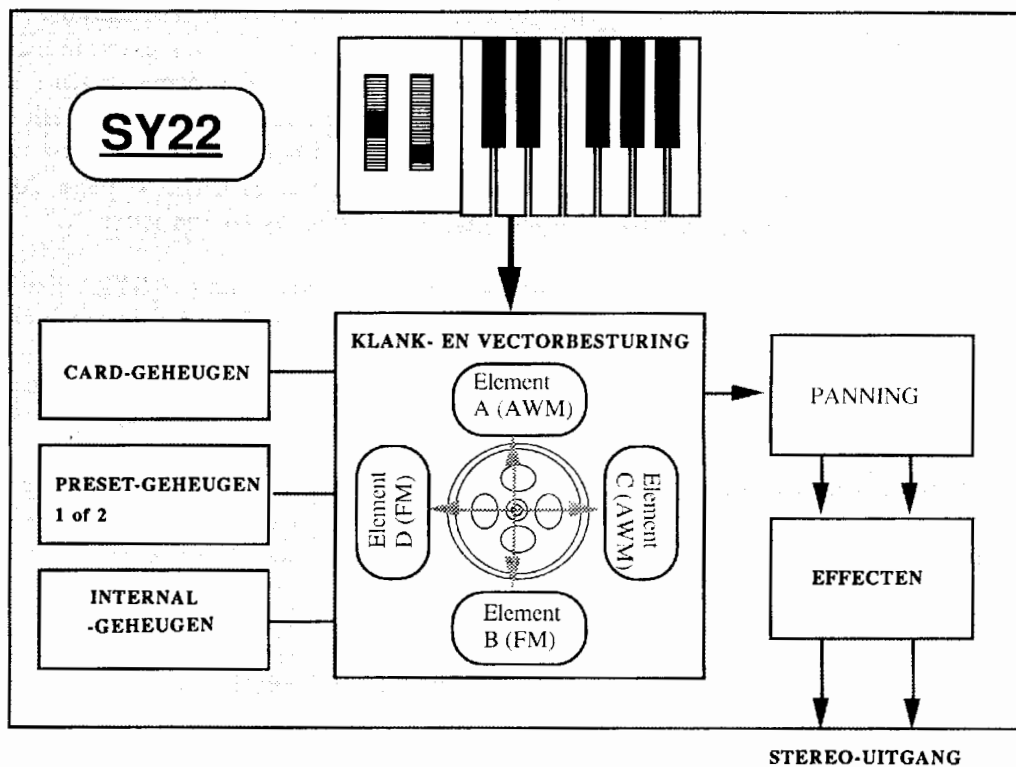 SY22
KLANK- EN VECTORBESTURING
CARD-GEHEUGEN
PRESET-GEHEUGEN
1 of 2
INTERNAL
-GEHEUGEN
Element
A (AWM)
Element
D (FM)
Element
C (AWM)
Element
B (FM)
PANNING
EFFECTEN
STEREO-UITGANG